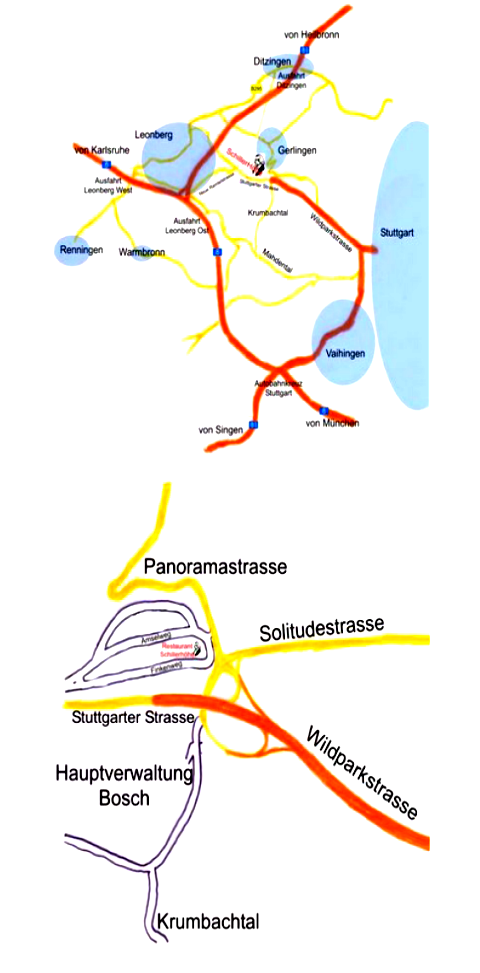 von Heilbronn
Ditzingen
Ausfahrt
Ditzingen
Leonberg
von Karlsruhe
Gerlingen
Ausfahrt
Leonberg West
Stuttgarter Strasse
Krumbachtal
Wildparkstrasse
Ausfahrt
Leonberg Ost
Stuttgart
Renningen
Warmbronn
Mahdental
Vaihingen
Autobahnkreuz
Stuttgart
von Singen
von München
Panoramastrasse
Solitudestrasse
Amselweg
Restaurant
Schillerhöhe
Finkenweg
Stuttgarter Strasse
Wildparkstrasse
Hauptverwaltung
Bosch
Krumbachtal